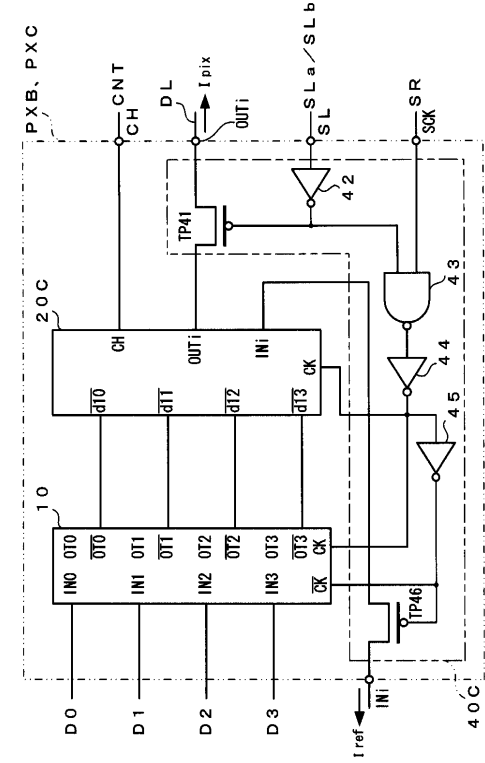 PXB、PXC
10
20C
D0
D1
D2
D3
IN0
IN1
IN2
IN3
CK
OT0
OT0
OT1
OT1
OT2
OT2
OT3
OT3
CK
d10
d11
d12
d13
CH
OUTi
INi
CK
CNT
CH
DL
Ipix
OUTi
SLa/SLb
SL
SR
SCK
TP41
42
43
44
45
TP46
Iref
INi
40C